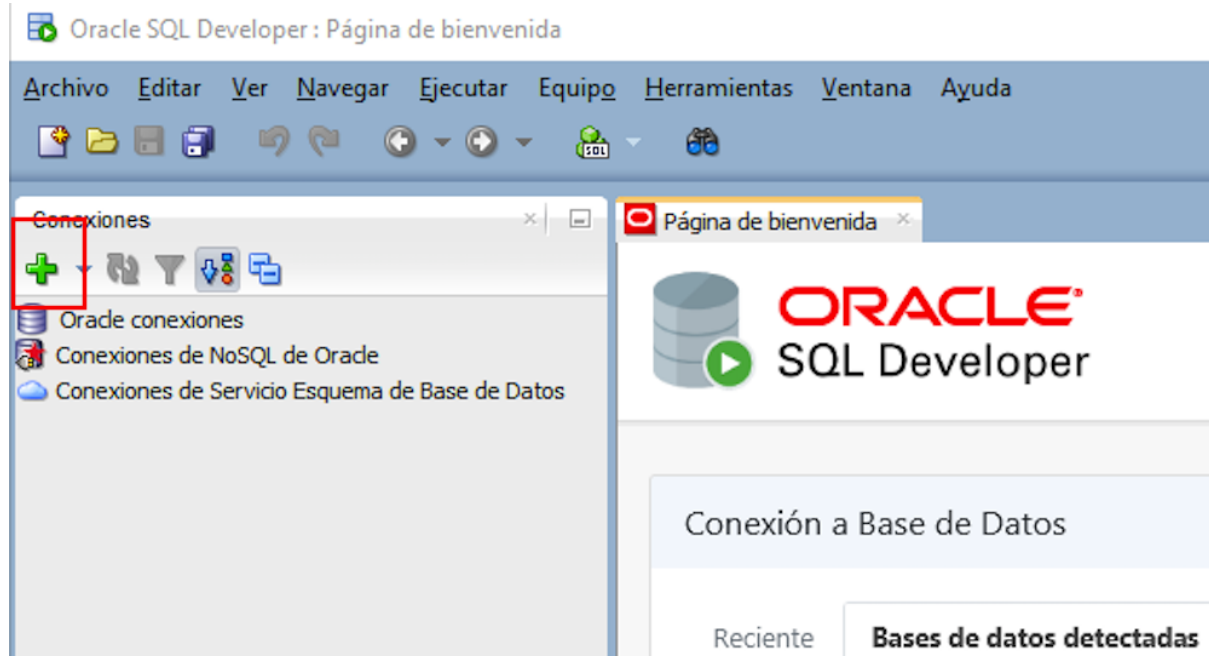 Oracle SQL Developer : Página de bienvenida
Archivo Editar Ver Navegar Ejecutar Equipo Herramientas Ventana Ayuda
SQL
Conexiones
Página de bienvenida
Oracle conexiones
Conexiones de NoSQL de Oracle
Conexiones de Servicio Esquema de Base de Datos
ORACLE
SQL Developer
Conexión a Base de Datos
Reciente Bases de datos detectadas